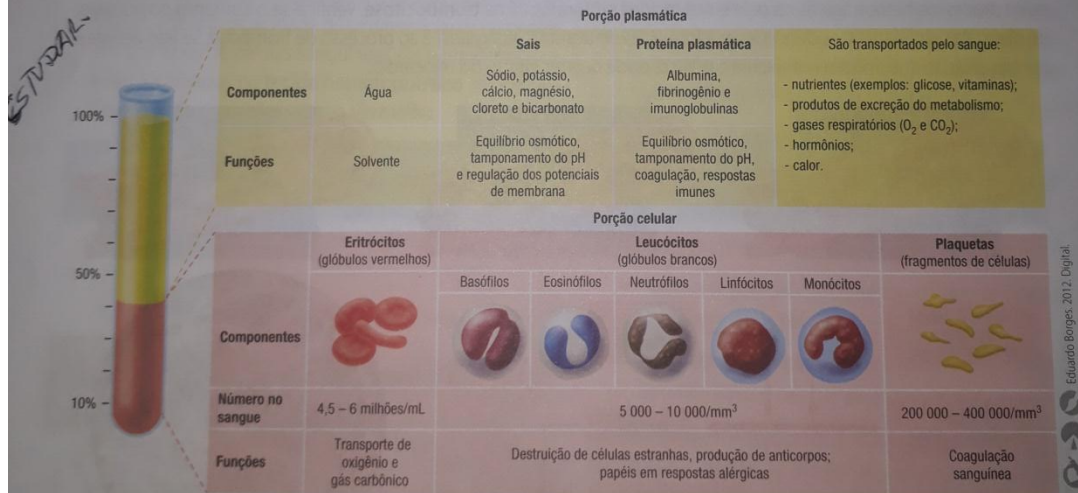 ESTUDAR-
Porção plasmática
Sais
Proteína plasmática
São transportados pelo sangue:
Componentes
Água
Sódio, potássio,
cálcio, magnésio,
cloreto e bicarbonato
Albumina,
fibrinogênio e
imunoglobulinas
- nutrientes (exemplos: glicose, vitaminas);
- produtos de excreção do metabolismo;
- gases respiratórios (O₂ e CO₂);
- hormônios;
- calor.
Funções
Solvente
Equilíbrio osmótico,
tamponamento do pH
e regulação dos potenciais
de membrana
Equilíbrio osmótico,
tamponamento do pH,
coagulação, respostas
imunes
100%
50%
10%
Porção celular
Eritrócitos
(glóbulos vermelhos)
Leucócitos
(glóbulos brancos)
Plaquetas
(fragmentos de células)
Basófilos
Eosinófilos
Neutrófilos
Linfócitos
Monócitos
Componentes
Número no
sangue
4,5 – 6 milhões/mL
5 000 – 10 000/mm³
200 000 – 400 000/mm³
Funções
Transporte de
oxigênio e
gás carbônico
Destruição de células estranhas, produção de anticorpos;
papéis em respostas alérgicas
Coagulação
sanguínea
Eduardo Borges. 2012. Digital.